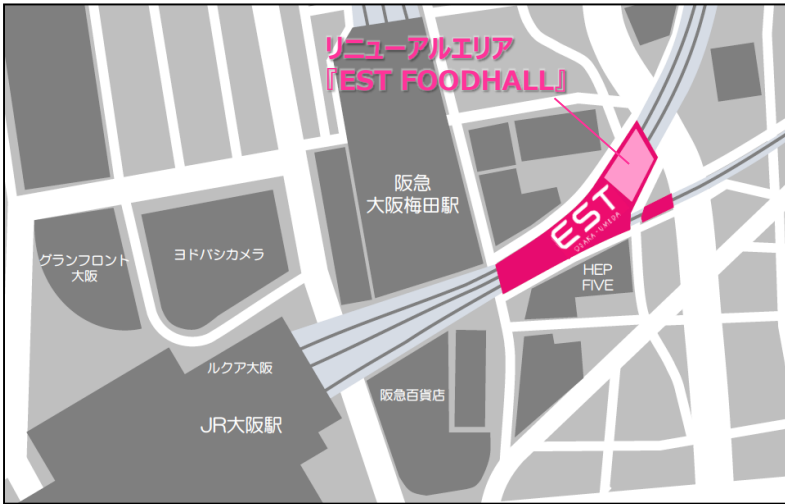 リニューアルエリア
『EST FOODHALL』
阪急
大阪梅田駅
EST
OSAKA・UMEDA
グランフロント
大阪
ヨドバシカメラ
HEP
FIVE
ルクア大阪
JR大阪駅
阪急百貨店